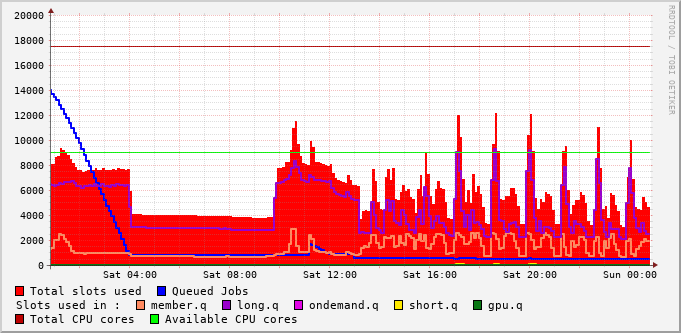 20000
18000
16000
14000
12000
10000
8000
6000
4000
2000
0
Sat 04:00 Sat 08:00 Sat 12:00 Sat 16:00 Sat 20:00 Sun 00:00
RRDTOOL / TOBI OETIKER
Total slots used Queued Jobs
Slots used in : member.q long.q ondemand.q short.q gpu.q
Total CPU cores Available CPU cores